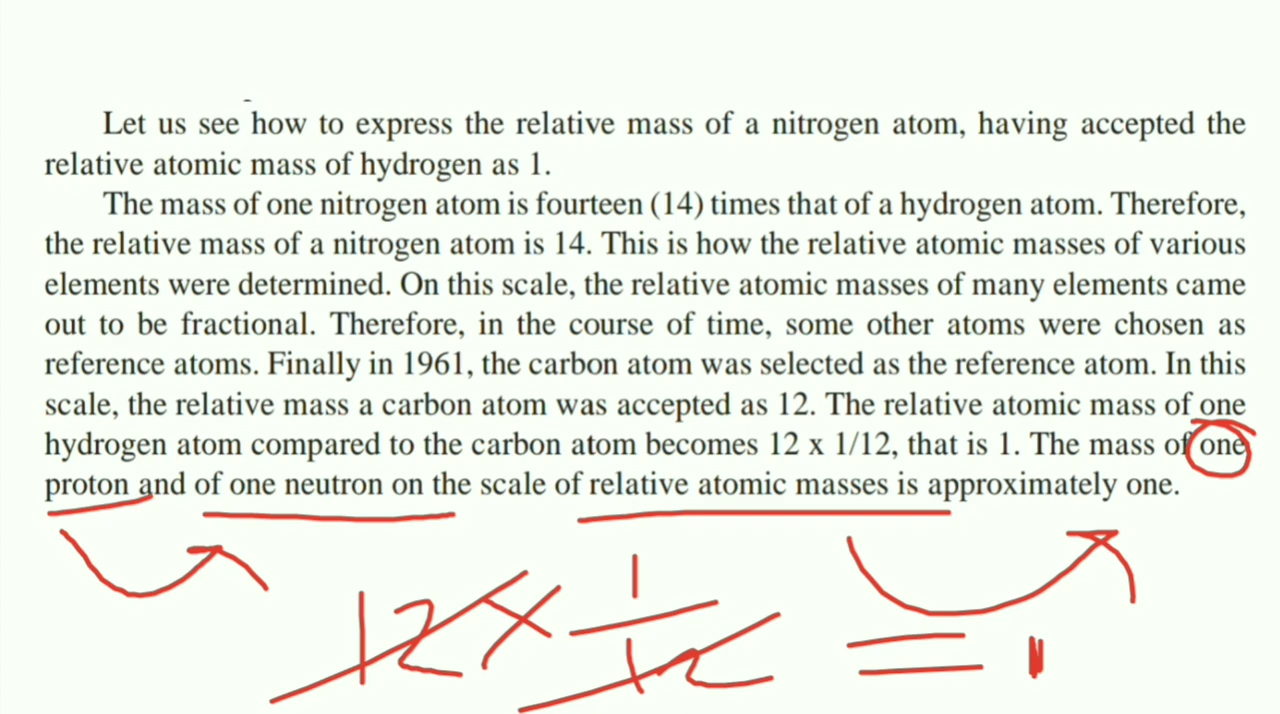 Let us see how to express the relative mass of a nitrogen atom, having accepted the
relative atomic mass of hydrogen as 1.
The mass of one nitrogen atom is fourteen (14) times that of a hydrogen atom. Therefore,
the relative mass of a nitrogen atom is 14. This is how the relative atomic masses of various
elements were determined. On this scale, the relative atomic masses of many elements came
out to be fractional. Therefore, in the course of time, some other atoms were chosen as
reference atoms. Finally in 1961, the carbon atom was selected as the reference atom. In this
scale, the relative mass a carbon atom was accepted as 12. The relative atomic mass of one
hydrogen atom compared to the carbon atom becomes 12 x 1/12, that is 1. The mass of one
proton and of one neutron on the scale of relative atomic masses is approximately one.
12 x 1/12 = 1